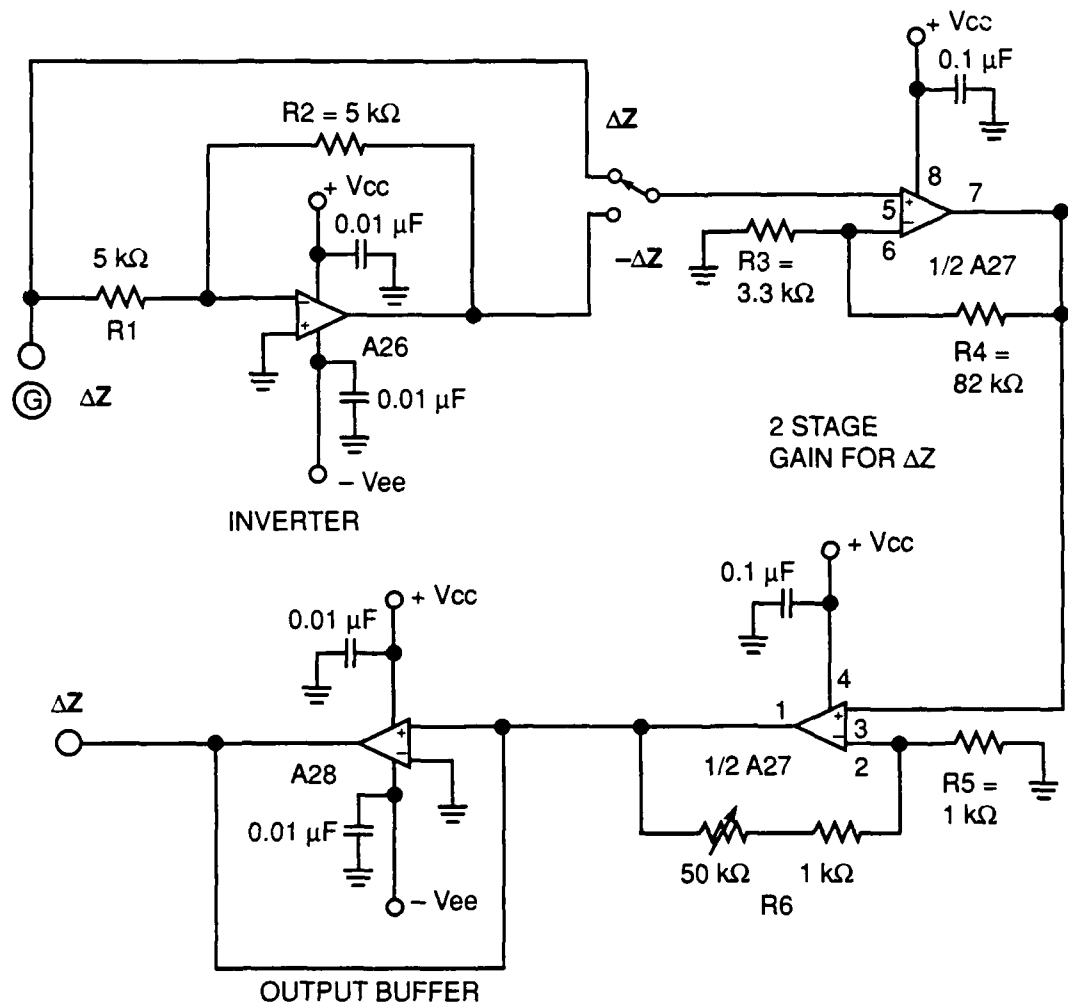 + Vcc
0.1 µF
R2 = 5 kΩ
ΔZ
+ Vcc
0.01 µF
8
7
+
5
−
6
-ΔZ
R3 =
3.3 kΩ
1/2 A27
5 kΩ
R1
−
+
A26
R4 =
82 kΩ
G
ΔZ
0.01 µF
2 STAGE
GAIN FOR ΔZ
− Vee
INVERTER
+ Vcc
0.1 µF
+ Vcc
0.01 µF
4
ΔZ
1
+
3
−
2
+
−
A28
1/2 A27
R5 =
1 kΩ
0.01 µF
50 kΩ
1 kΩ
R6
− Vee
OUTPUT BUFFER